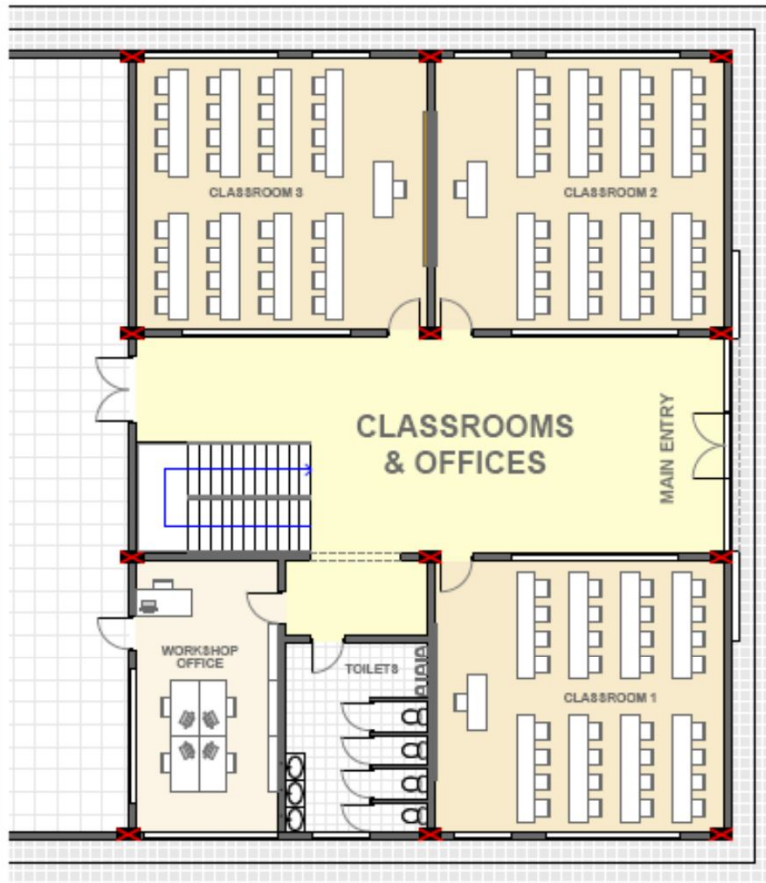 CLASSROOM 3
CLASSROOM 2
CLASSROOMS
& OFFICES
MAIN ENTRY
WORKSHOP
OFFICE
TOILETS
CLASSROOM 1